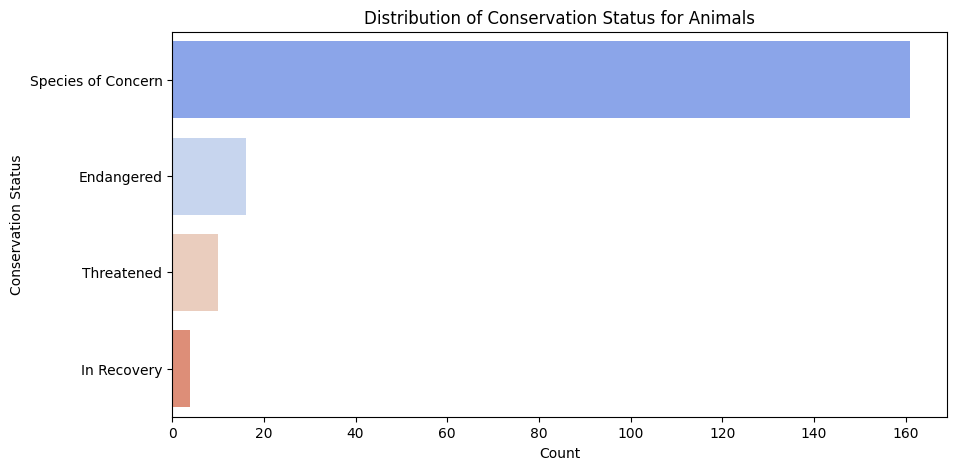 Distribution of Conservation Status for Animals
Conservation Status
Species of Concern
Endangered
Threatened
In Recovery
0 20 40 60 80 100 120 140 160
Count